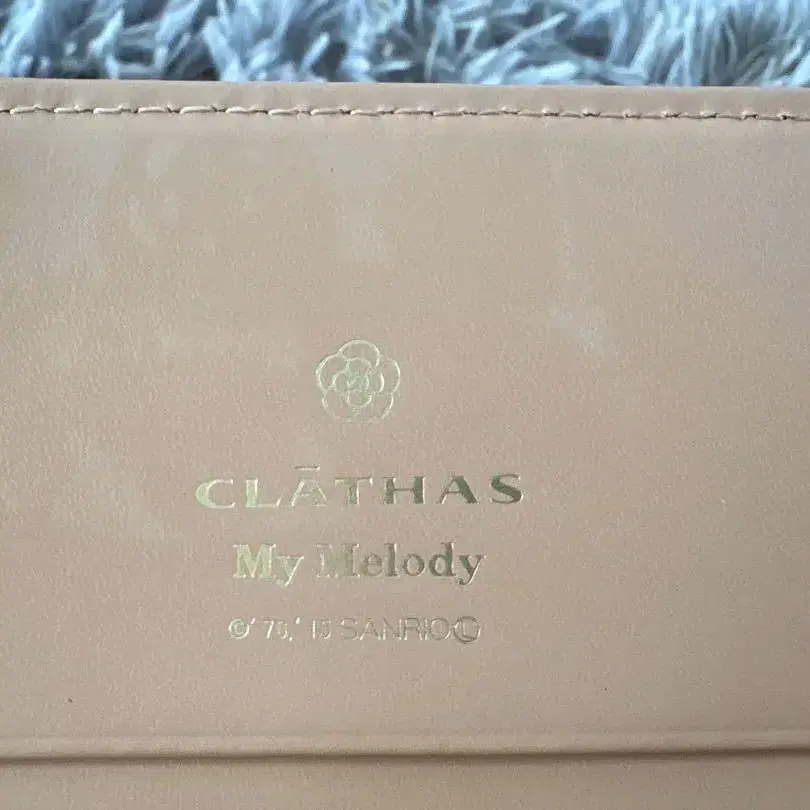 CLĀTHAS
My Melody
©'76,'15 SANRIO Ⓛ